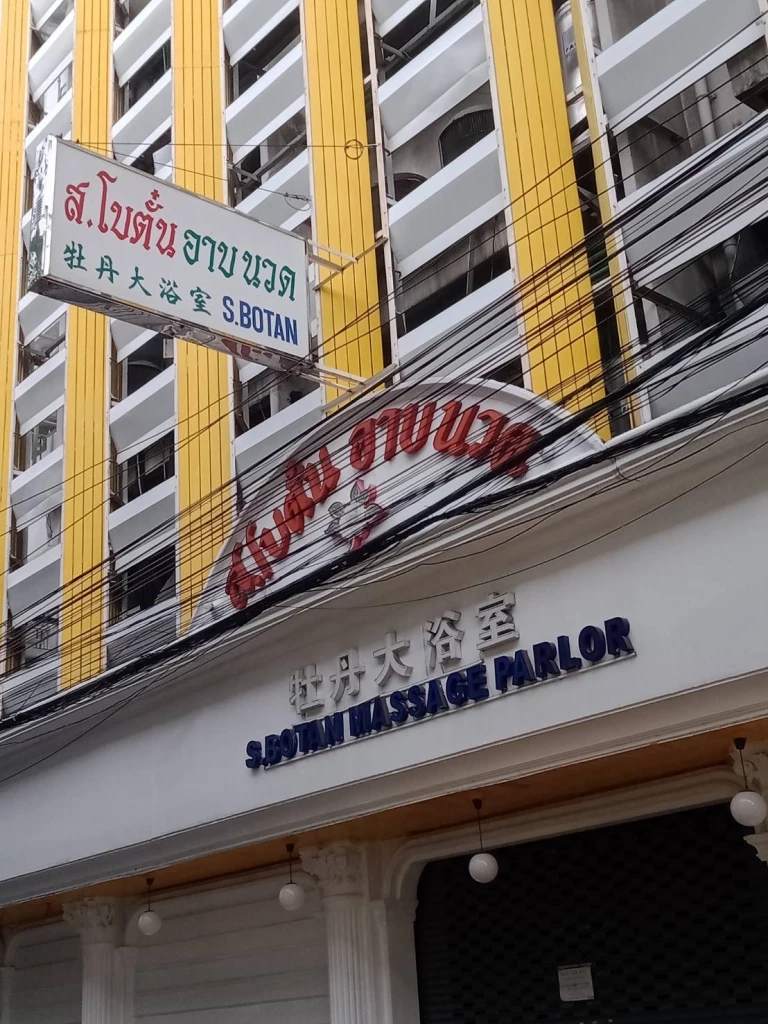 ส.โบตั๋น อาบ นวด
牡丹大浴室 S.BOTAN
ส.โบตั๋น อาบ นวด
牡丹大浴室
S.BOTAN MASSAGE PARLOR